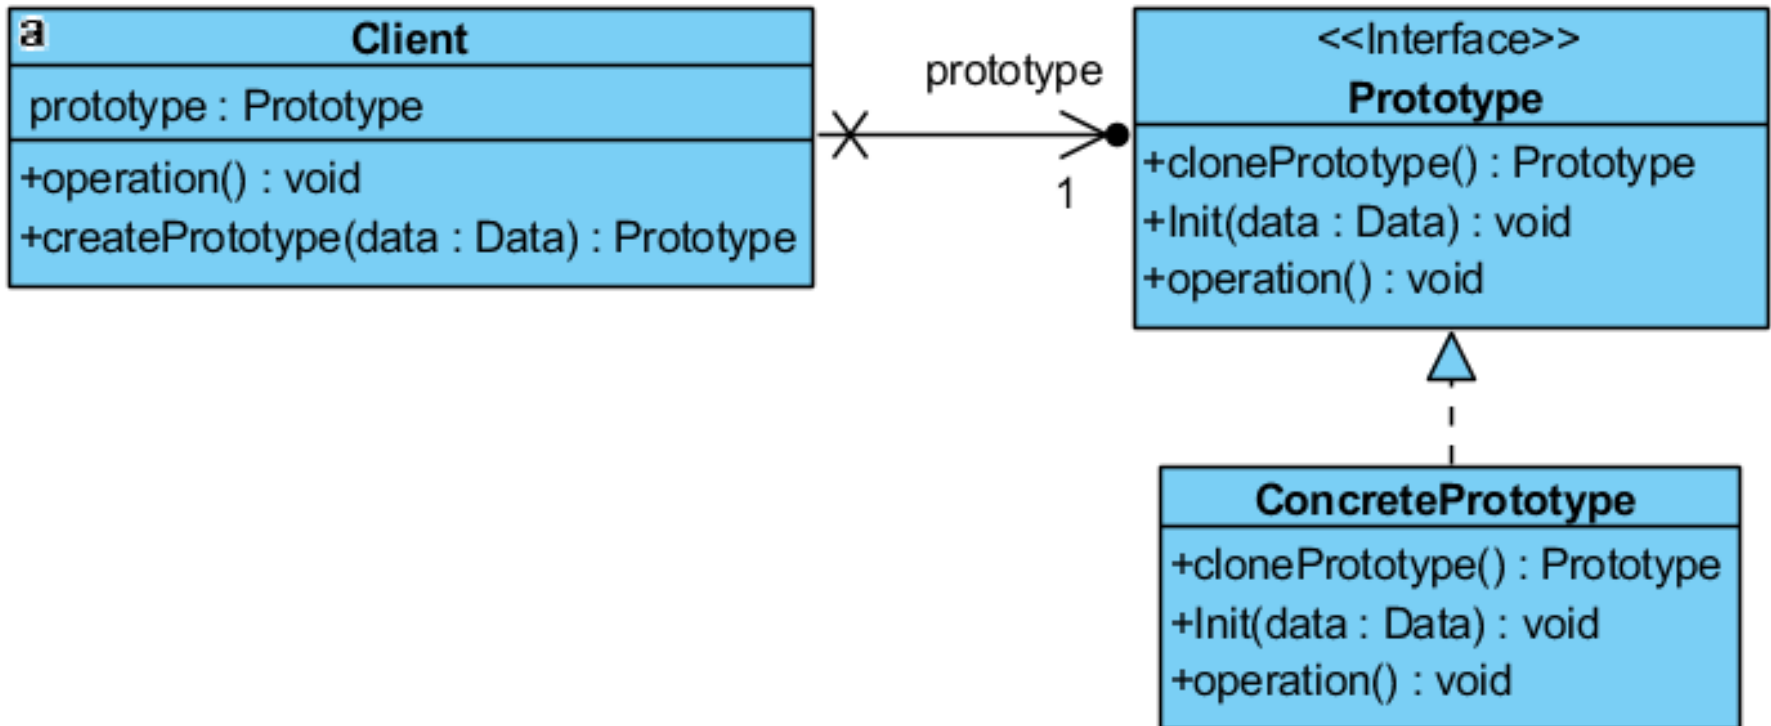 a
Client
prototype : Prototype
+operation() : void
+createPrototype(data : Data) : Prototype
prototype
1
<<Interface>>
Prototype
+clonePrototype() : Prototype
+Init(data : Data) : void
+operation() : void
ConcretePrototype
+clonePrototype() : Prototype
+Init(data : Data) : void
+operation() : void